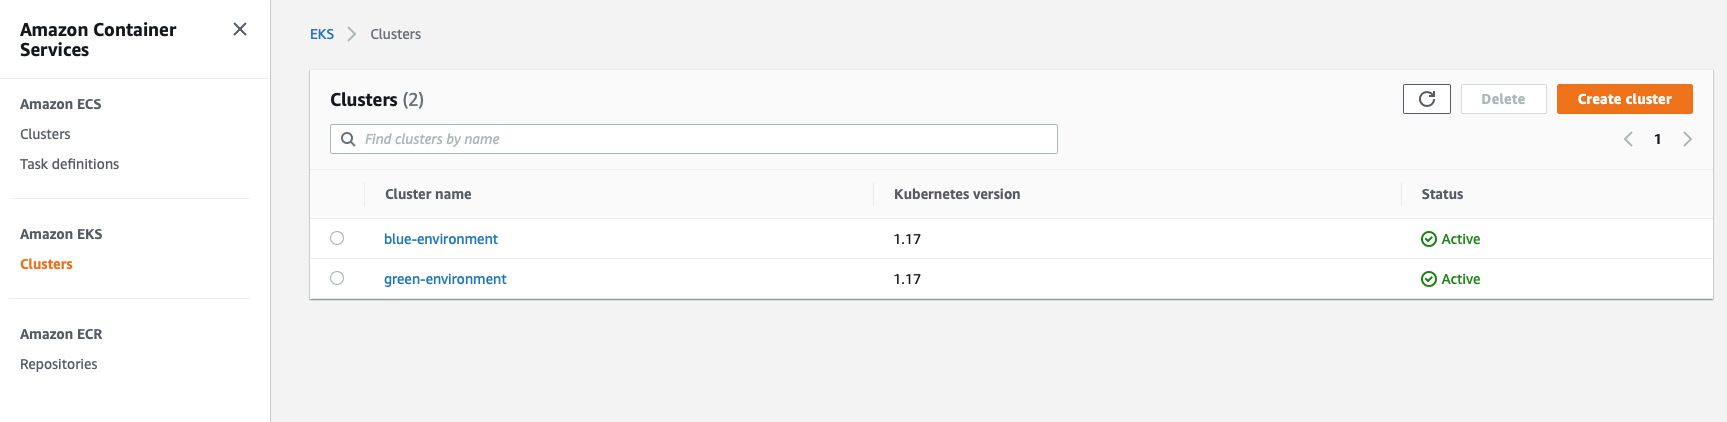 Amazon Container
Services
Amazon ECS
Clusters
Task definitions
Amazon EKS
Clusters
Amazon ECR
Repositories
EKS Clusters
Clusters (2)
Delete
Create cluster
Find clusters by name
1
Cluster name Kubernetes version Status
blue-environment 1.17 Active
green-environment 1.17 Active